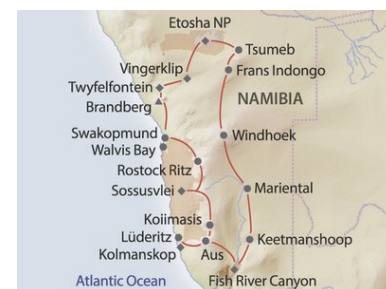 Etosha NP
Tsumeb
Vingerklip
Frans Indongo
Twyfelfontein
NAMIBIA
Brandberg
Swakopmund
Windhoek
Walvis Bay
Rostock Ritz
Sossusvlei
Mariental
Koiimasis
Lüderitz
Keetmanshoop
Kolmanskop
Aus
Atlantic Ocean
Fish River Canyon